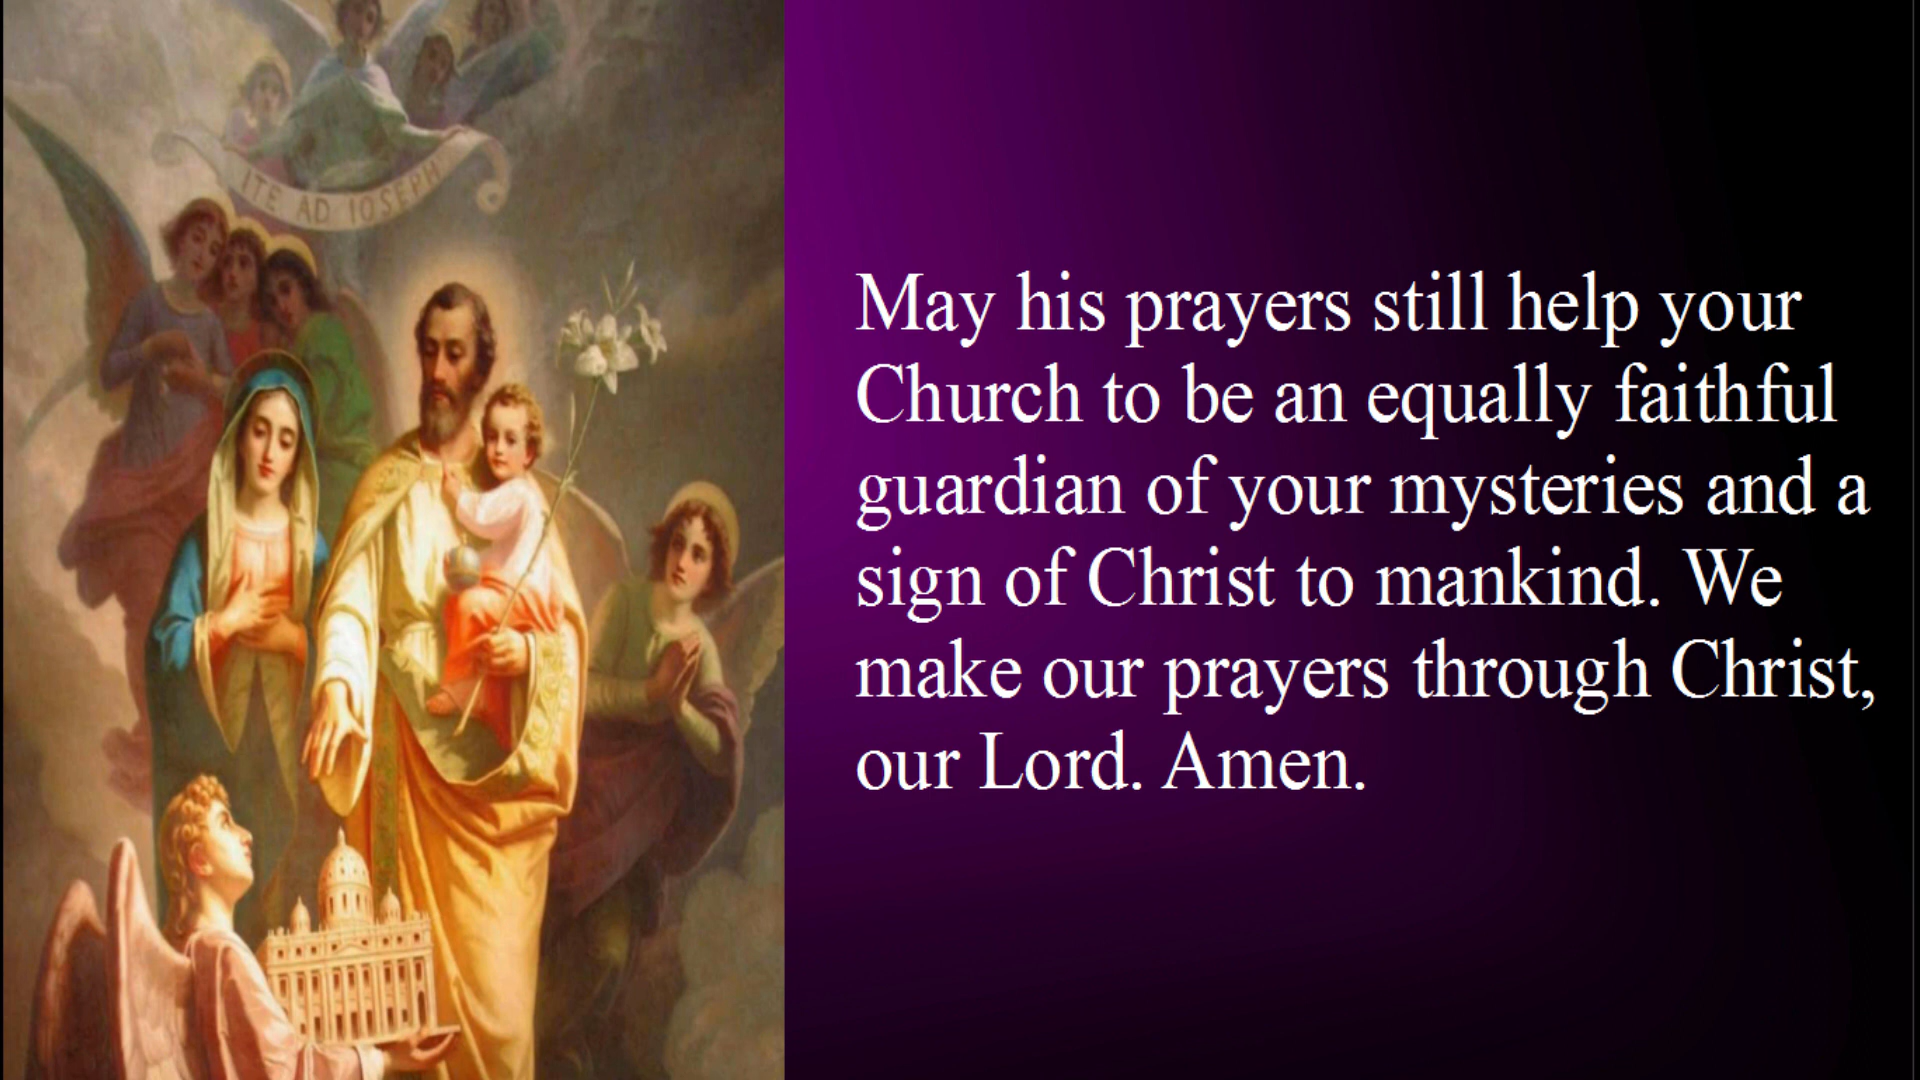 ITE AD IOSEPH
May his prayers still help your
Church to be an equally faithful
guardian of your mysteries and a
sign of Christ to mankind. We
make our prayers through Christ,
our Lord. Amen.